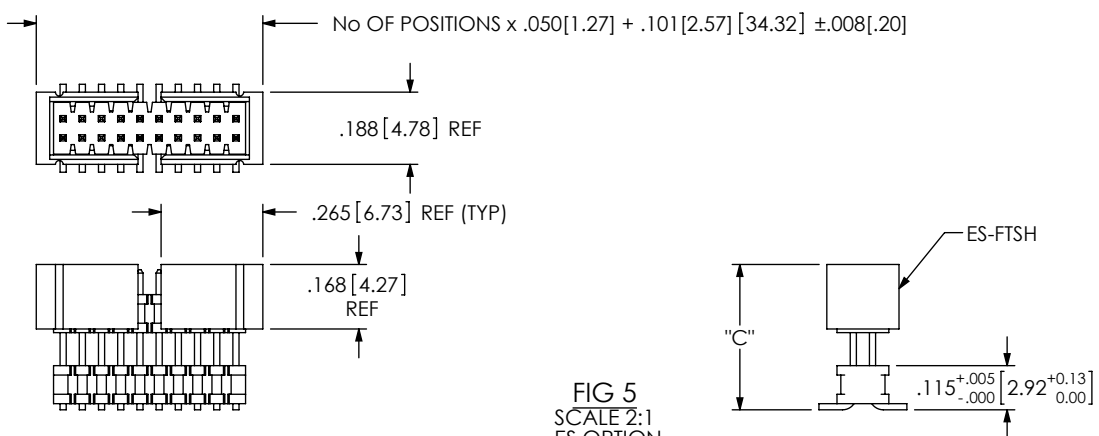 No OF POSITIONS x .050[1.27] + .101[2.57] [34.32] ±.008[.20]
.188[4.78] REF
.265[6.73] REF (TYP)
.168[4.27]
REF
ES-FTSH
"C"
.115 +.005 -.000 [2.92 +0.13 0.00]
FIG 5
SCALE 2:1
ES OPTION